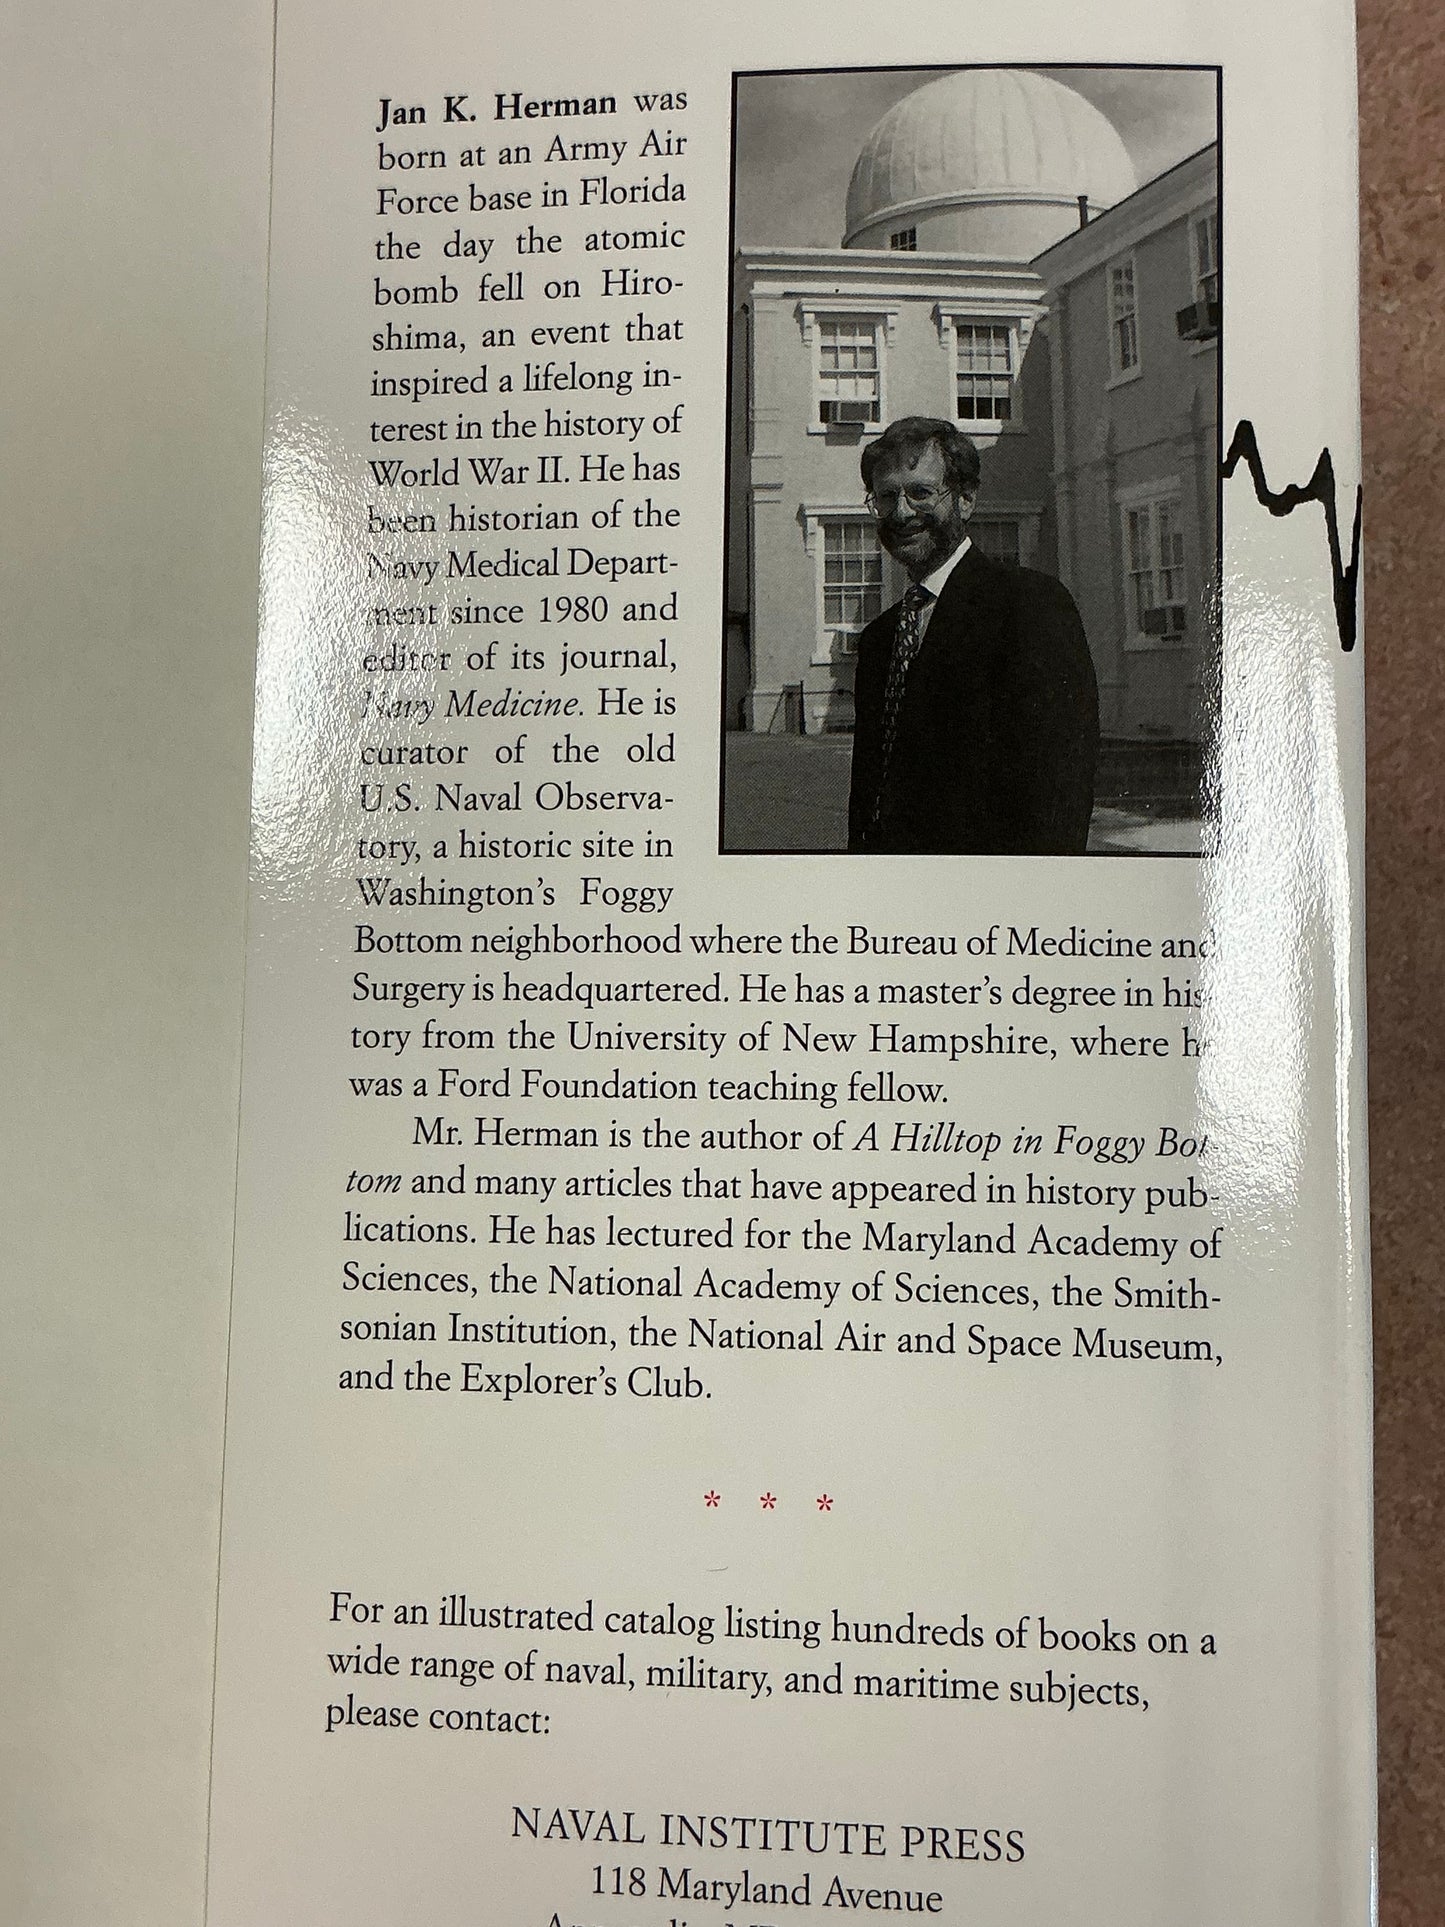 Jan K. Herman was
born at an Army Air
Force base in Florida
the day the atomic
bomb fell on Hiro-
shima, an event that
inspired a lifelong in-
terest in the history of
World War II. He has
been historian of the
Navy Medical Depart-
ment since 1980 and
editor of its journal,
Navy Medicine. He is
curator of the old
U.S. Naval Observa-
tory, a historic site in
Washington's Foggy
Bottom neighborhood where the Bureau of Medicine and
Surgery is headquartered. He has a master's degree in his-
tory from the University of New Hampshire, where he
was a Ford Foundation teaching fellow.
Mr. Herman is the author of A Hilltop in Foggy Bot-
tom and many articles that have appeared in history pub-
lications. He has lectured for the Maryland Academy of
Sciences, the National Academy of Sciences, the Smith-
sonian Institution, the National Air and Space Museum,
and the Explorer's Club.
* * *
For an illustrated catalog listing hundreds of books on a
wide range of naval, military, and maritime subjects,
please contact:
NAVAL INSTITUTE PRESS
118 Maryland Avenue